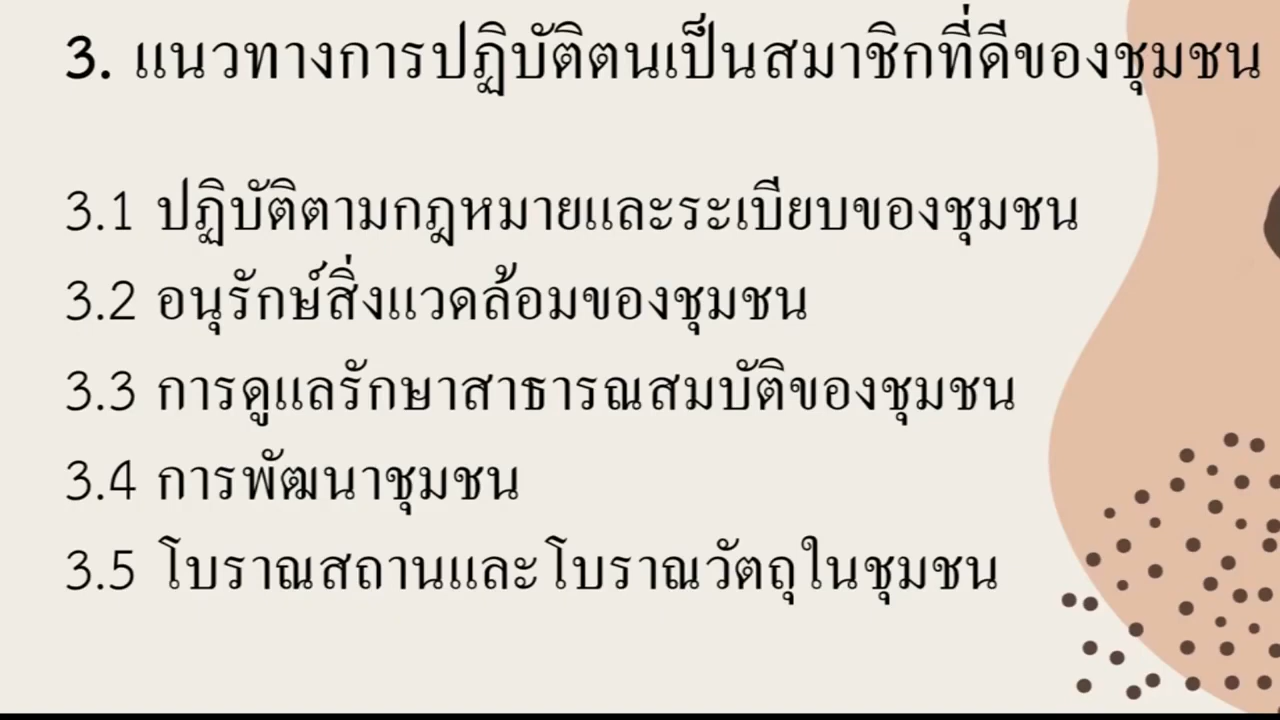 3. แนวทางการปฏิบัติตนเป็นสมาชิกที่ดีของชุมชน
3.1 ปฏิบัติตามกฎหมายและระเบียบของชุมชน
3.2 อนุรักษ์สิ่งแวดล้อมของชุมชน
3.3 การดูแลรักษาสาธารณสมบัติของชุมชน
3.4 การพัฒนาชุมชน
3.5 โบราณสถานและโบราณวัตถุในชุมชน